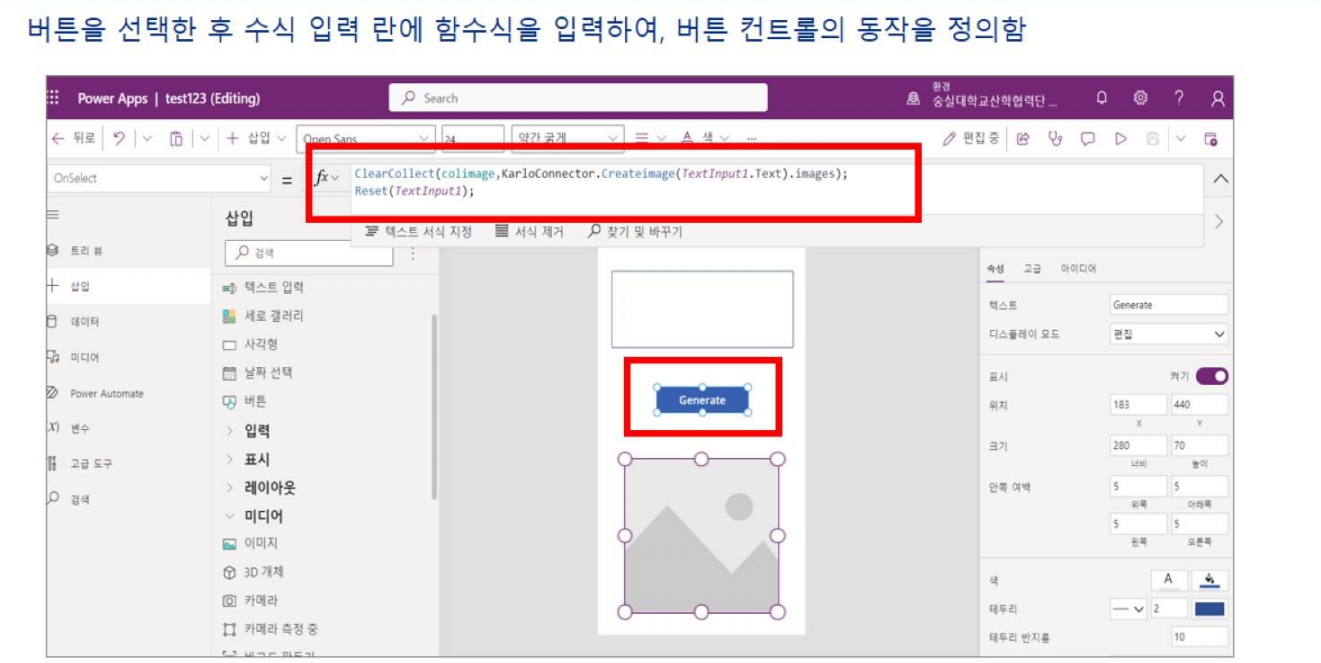 버튼을 선택한 후 수식 입력 란에 함수식을 입력하여, 버튼 컨트롤의 동작을 정의함
Power Apps | test123 (Editing)
Search
환경
숭실대학교산학협력단 ...
?
뒤로
삽입
Open Sans
24
약간 굵게
색
...
편집 중
OnSelect
=
fx
ClearCollect(colimage,KarloConnector.Createimage(TextInput1.Text).images);
Reset(TextInput1);
텍스트 서식 지정
서식 제거
찾기 및 바꾸기
트리 뷰
삽입
데이터
미디어
Power Automate
변수
고급 도구
검색
삽입
검색
텍스트 입력
세로 갤러리
사각형
날짜 선택
버튼
입력
표시
레이아웃
미디어
이미지
3D 개체
카메라
카메라 측정 중
바코드 판독기
Generate
속성 고급 아이디어
텍스트 Generate
디스플레이 모드 편집
표시 켜기
위치 183 440
X Y
크기 280 70
너비 높이
안쪽 여백 5 5
위쪽 아래쪽
5 5
왼쪽 오른쪽
색 A
테두리 2
테두리 반지름 10